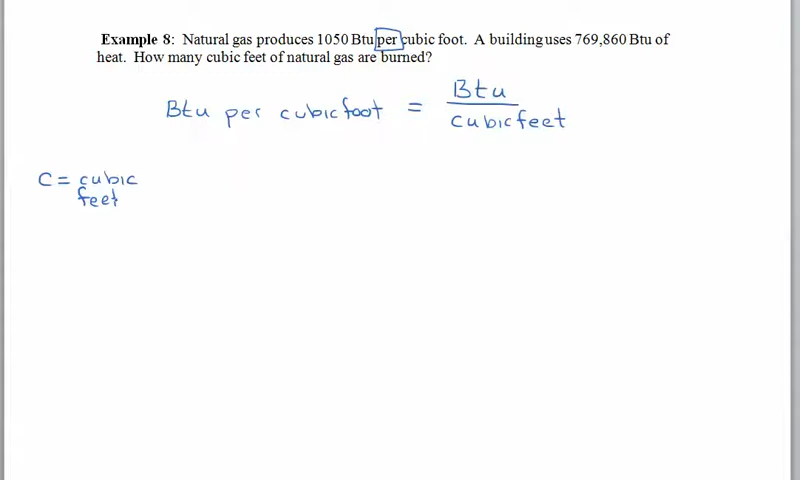 Example 8: Natural gas produces 1050 Btu per cubic foot. A building uses 769,860 Btu of
heat. How many cubic feet of natural gas are burned?
Btu per cubic foot = Btu
cubic feet
C = cubic
feet